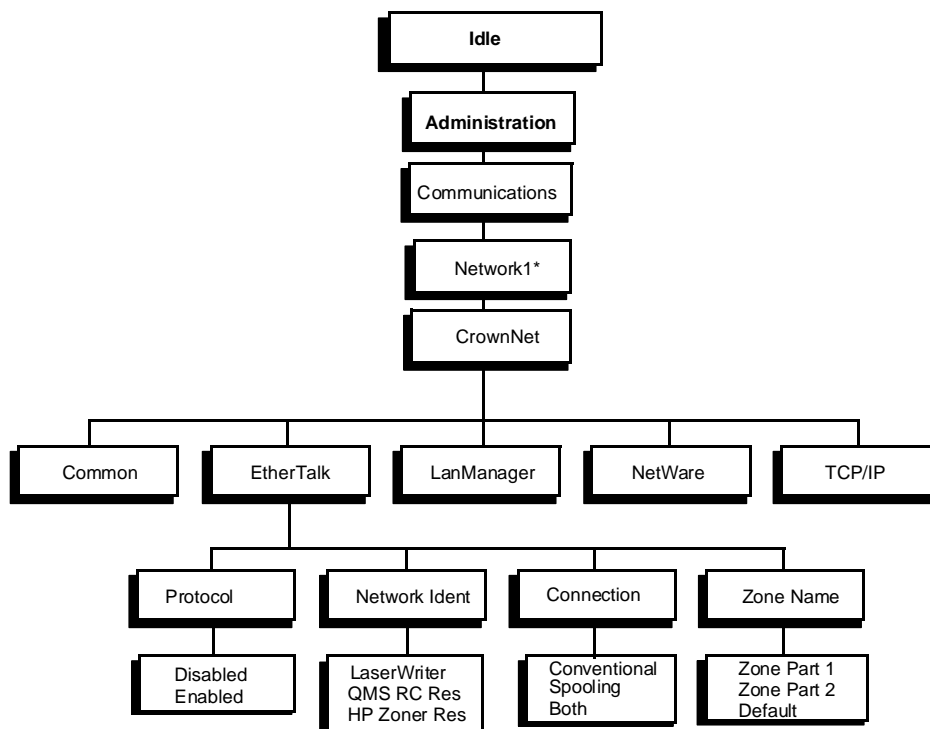 Idle
Administration
Communications
Network1*
CrownNet
Common
EtherTalk
LanManager
NetWare
TCP/IP
Protocol
Network Ident
Connection
Zone Name
Disabled
Enabled
LaserWriter
QMS RC Res
HP Zoner Res
Conventional
Spooling
Both
Zone Part 1
Zone Part 2
Default